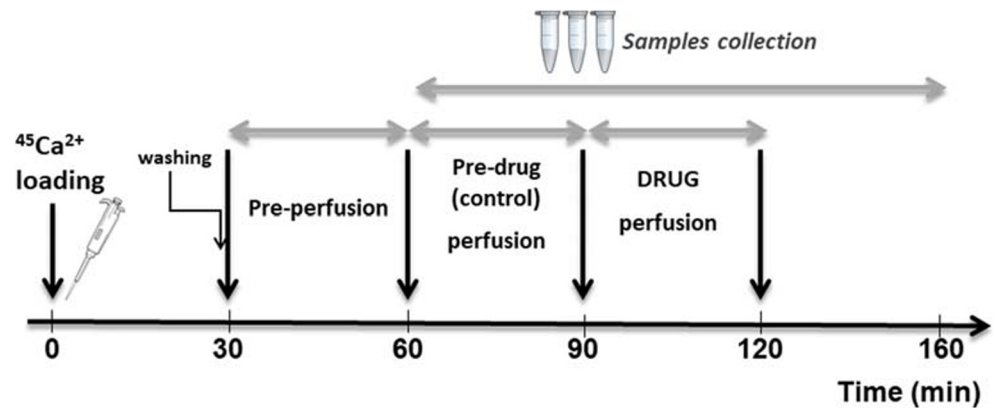 Samples collection
⁴⁵Ca²⁺
loading
washing
Pre-perfusion
Pre-drug
(control)
perfusion
DRUG
perfusion
0 30 60 90 120 160
Time (min)